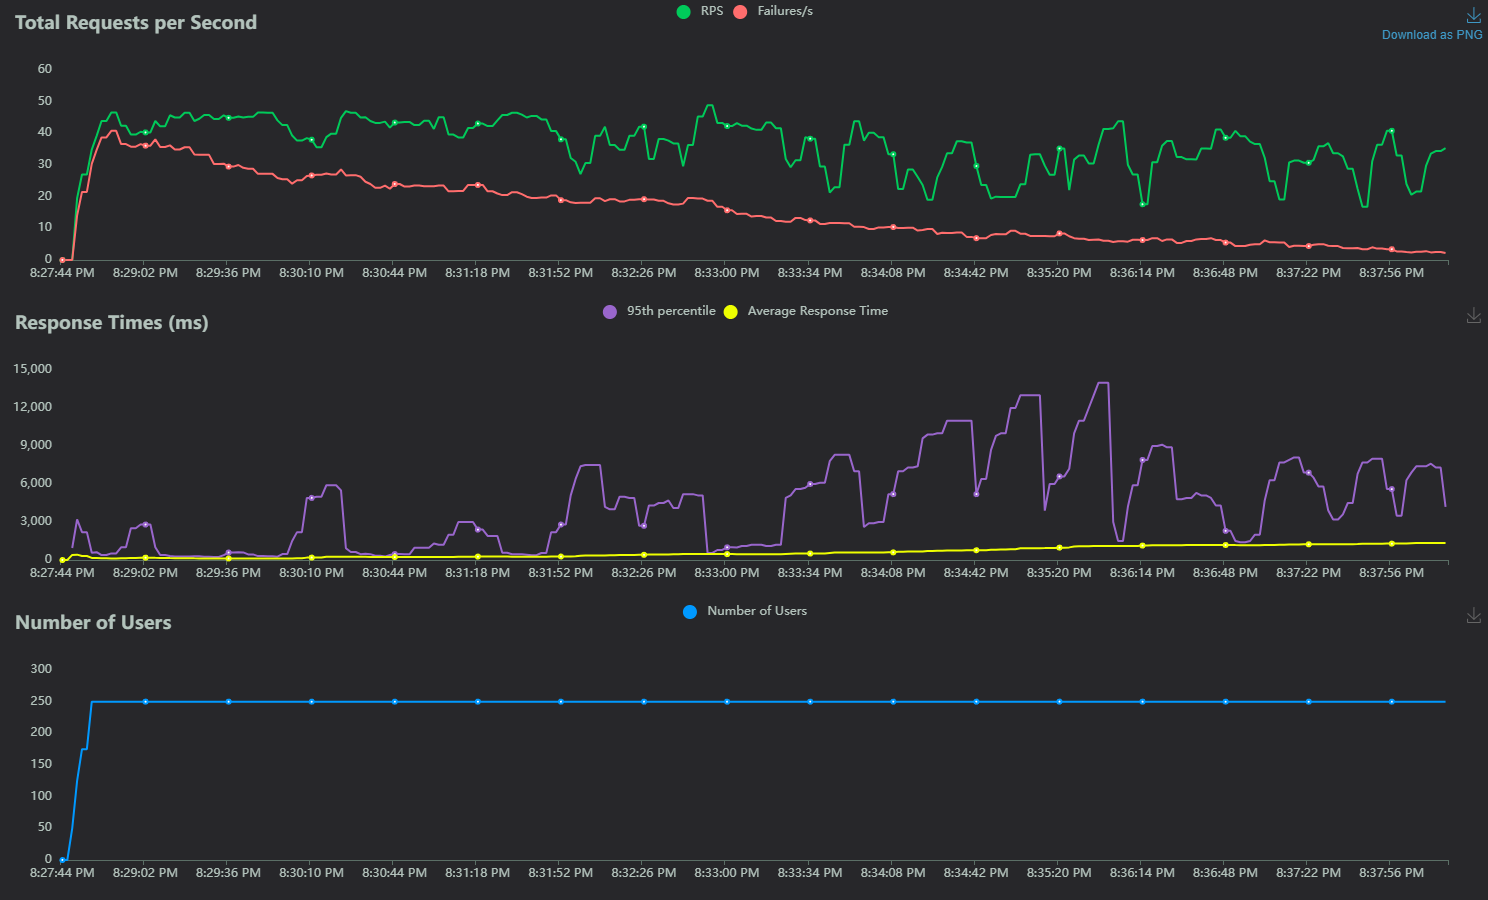 Total Requests per Second
RPS Failures/s
Download as PNG
60
50
40
30
20
10
0
8:27:44 PM 8:29:02 PM 8:29:36 PM 8:30:10 PM 8:30:44 PM 8:31:18 PM 8:31:52 PM 8:32:26 PM 8:33:00 PM 8:33:34 PM 8:34:08 PM 8:34:42 PM 8:35:20 PM 8:36:14 PM 8:36:48 PM 8:37:22 PM 8:37:56 PM
Response Times (ms)
95th percentile Average Response Time
15,000
12,000
9,000
6,000
3,000
0
8:27:44 PM 8:29:02 PM 8:29:36 PM 8:30:10 PM 8:30:44 PM 8:31:18 PM 8:31:52 PM 8:32:26 PM 8:33:00 PM 8:33:34 PM 8:34:08 PM 8:34:42 PM 8:35:20 PM 8:36:14 PM 8:36:48 PM 8:37:22 PM 8:37:56 PM
Number of Users
Number of Users
300
250
200
150
100
50
0
8:27:44 PM 8:29:02 PM 8:29:36 PM 8:30:10 PM 8:30:44 PM 8:31:18 PM 8:31:52 PM 8:32:26 PM 8:33:00 PM 8:33:34 PM 8:34:08 PM 8:34:42 PM 8:35:20 PM 8:36:14 PM 8:36:48 PM 8:37:22 PM 8:37:56 PM